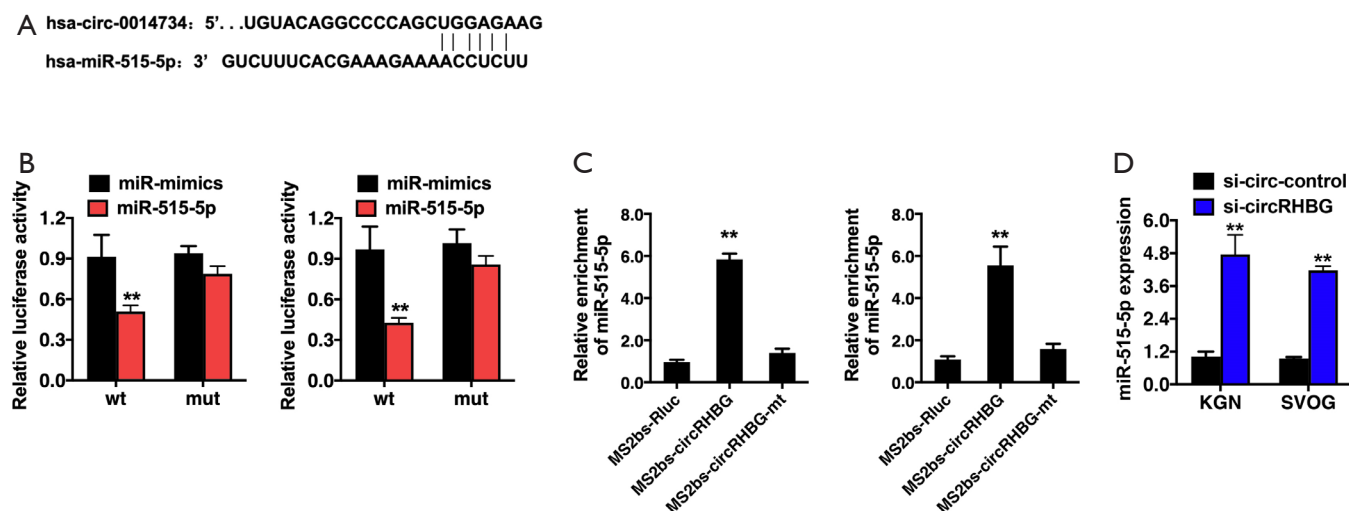 A
hsa-circ-0014734: 5'...UGUACAGGCCCCAGCUGGAGAAG
hsa-miR-515-5p: 3' GUCUUUCACGAAAGAAAACCUCUU
B
miR-mimics
miR-515-5p
Relative luciferase activity
1.2
0.9
0.6
0.3
0.0
**
wt
mut
miR-mimics
miR-515-5p
Relative luciferase activity
1.2
0.9
0.6
0.3
0.0
**
wt
mut
C
Relative enrichment
of miR-515-5p
8.0
6.0
4.0
2.0
0.0
**
MS2bs-Rluc
MS2bs-circRHBG
MS2bs-circRHBG-mt
Relative enrichment
of miR-515-5p
8.0
6.0
4.0
2.0
0.0
**
MS2bs-Rluc
MS2bs-circRHBG
MS2bs-circRHBG-mt
D
si-circ-control
si-circRHBG
miR-515-5p expression
6.0
4.8
3.6
2.4
1.2
0.0
**
**
KGN
SVOG